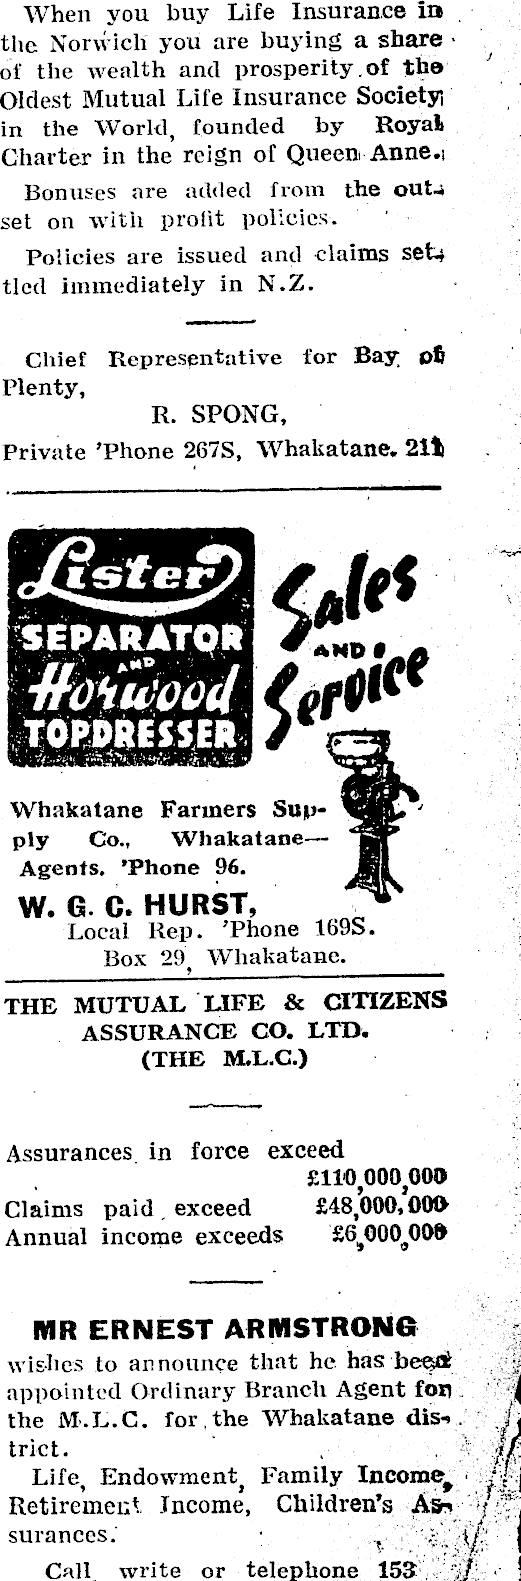 When you buy Life Insurance in
the Norwich you are buying a share
of the wealth and prosperity of the
Oldest Mutual Life Insurance Society
in the World, founded by Royal
Charter in the reign of Queen Anne.
Bonuses are added from the out-
set on with profit policies.
Policies are issued and claims set-
tled immediately in N.Z.
Chief Representative for Bay of
Plenty,
R. SPONG,
Private 'Phone 267S, Whakatane. 211
Lister
SEPARATOR
AND
Horwood
TOPDRESSER
Sales
AND
Service
Whakatane Farmers Sup-
ply Co., Whakatane—
Agents. 'Phone 96.
W. G. C. HURST,
Local Rep. 'Phone 169S.
Box 29, Whakatane.
THE MUTUAL LIFE & CITIZENS
ASSURANCE CO. LTD.
(THE M.L.C.)
Assurances in force exceed
£110,000,000
Claims paid exceed £48,000,000
Annual income exceeds £6,000,000
MR ERNEST ARMSTRONG
wishes to announce that he has been
appointed Ordinary Branch Agent for
the M.L.C. for the Whakatane dis-
trict.
Life, Endowment, Family Income,
Retirement Income, Children's As-
surances.
Call, write or telephone 153